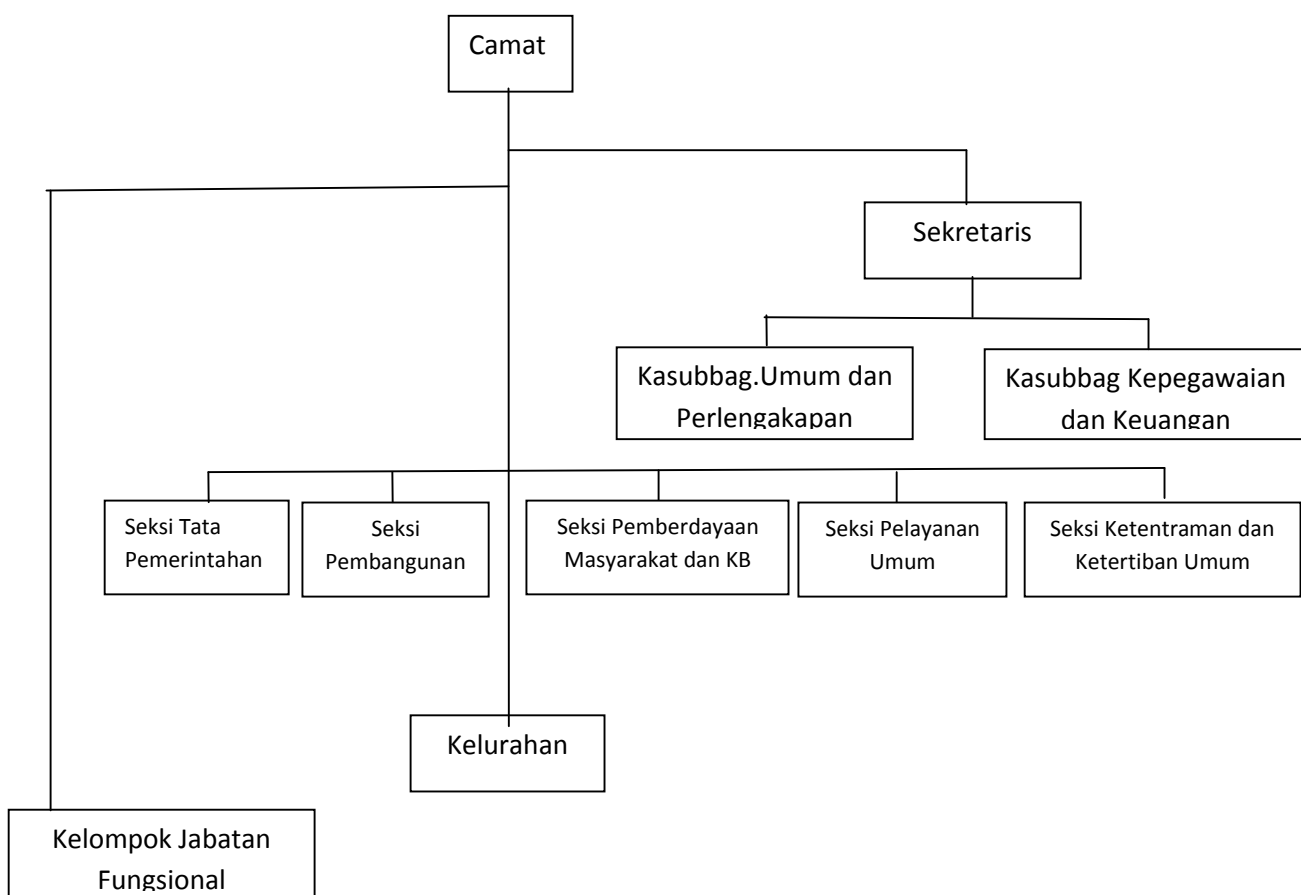 Camat
Sekretaris
Kasubbag.Umum dan
Perlengakapan
Kasubbag Kepegawaian
dan Keuangan
Seksi Tata
Pemerintahan
Seksi
Pembangunan
Seksi Pemberdayaan
Masyarakat dan KB
Seksi Pelayanan
Umum
Seksi Ketentraman dan
Ketertiban Umum
Kelurahan
Kelompok Jabatan
Fungsional